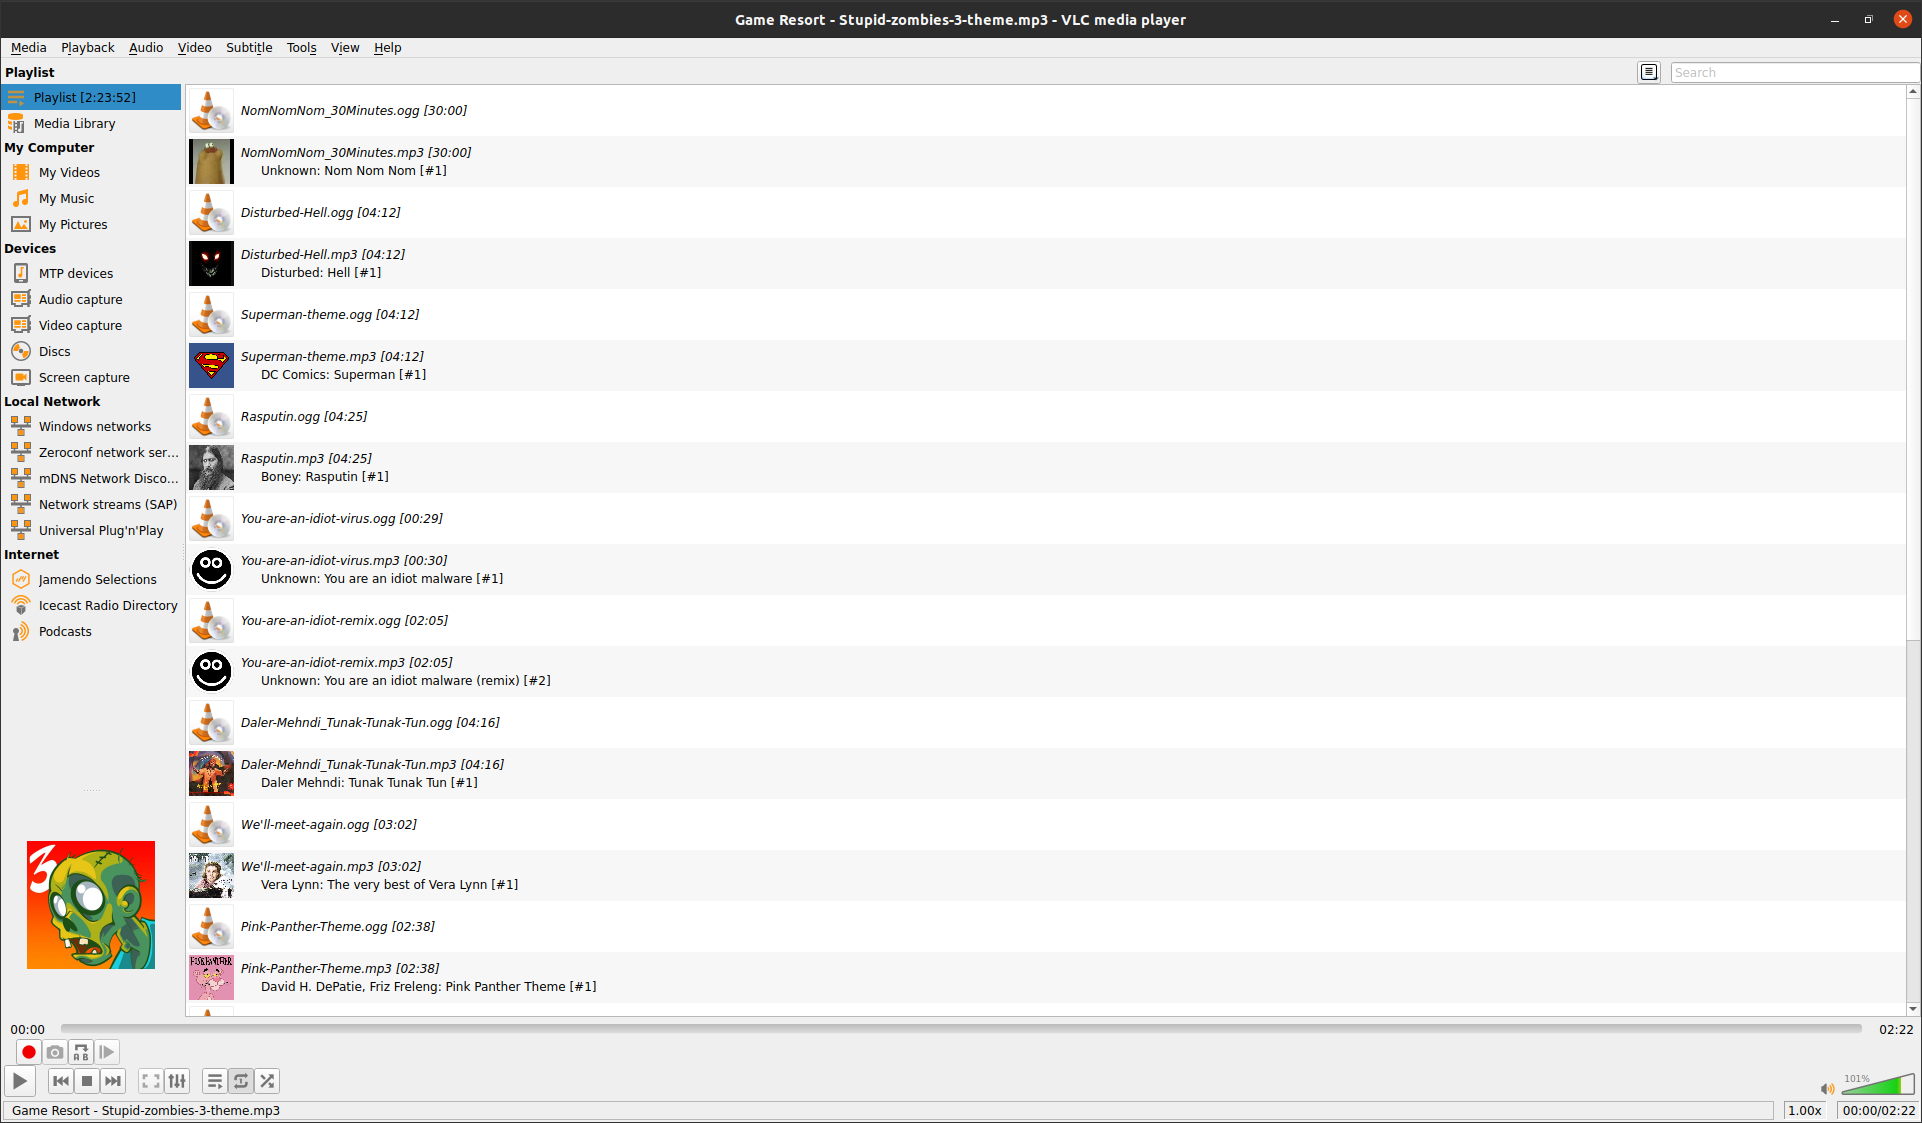 Game Resort - Stupid-zombies-3-theme.mp3 - VLC media player
Media Playback Audio Video Subtitle Tools View Help
Playlist
Search
Playlist [2:23:52]
Media Library
My Computer
My Videos
My Music
My Pictures
Devices
MTP devices
Audio capture
Video capture
Discs
Screen capture
Local Network
Windows networks
Zeroconf network ser...
mDNS Network Disco...
Network streams (SAP)
Universal Plug'n'Play
Internet
Jamendo Selections
Icecast Radio Directory
Podcasts
3
NomNomNom_30Minutes.ogg [30:00]
NomNomNom_30Minutes.mp3 [30:00]
Unknown: Nom Nom Nom [#1]
Disturbed-Hell.ogg [04:12]
Disturbed-Hell.mp3 [04:12]
Disturbed: Hell [#1]
Superman-theme.ogg [04:12]
Superman-theme.mp3 [04:12]
DC Comics: Superman [#1]
Rasputin.ogg [04:25]
Rasputin.mp3 [04:25]
Boney: Rasputin [#1]
You-are-an-idiot-virus.ogg [00:29]
You-are-an-idiot-virus.mp3 [00:30]
Unknown: You are an idiot malware [#1]
You-are-an-idiot-remix.ogg [02:05]
You-are-an-idiot-remix.mp3 [02:05]
Unknown: You are an idiot malware (remix) [#2]
Daler-Mehndi_Tunak-Tunak-Tun.ogg [04:16]
Daler-Mehndi_Tunak-Tunak-Tun.mp3 [04:16]
Daler Mehndi: Tunak Tunak Tun [#1]
We'll-meet-again.ogg [03:02]
We'll-meet-again.mp3 [03:02]
Vera Lynn: The very best of Vera Lynn [#1]
Pink-Panther-Theme.ogg [02:38]
Pink-Panther-Theme.mp3 [02:38]
David H. DePatie, Friz Freleng: Pink Panther Theme [#1]
00:00 02:22
A B
101%
Game Resort - Stupid-zombies-3-theme.mp3
1.00x 00:00/02:22